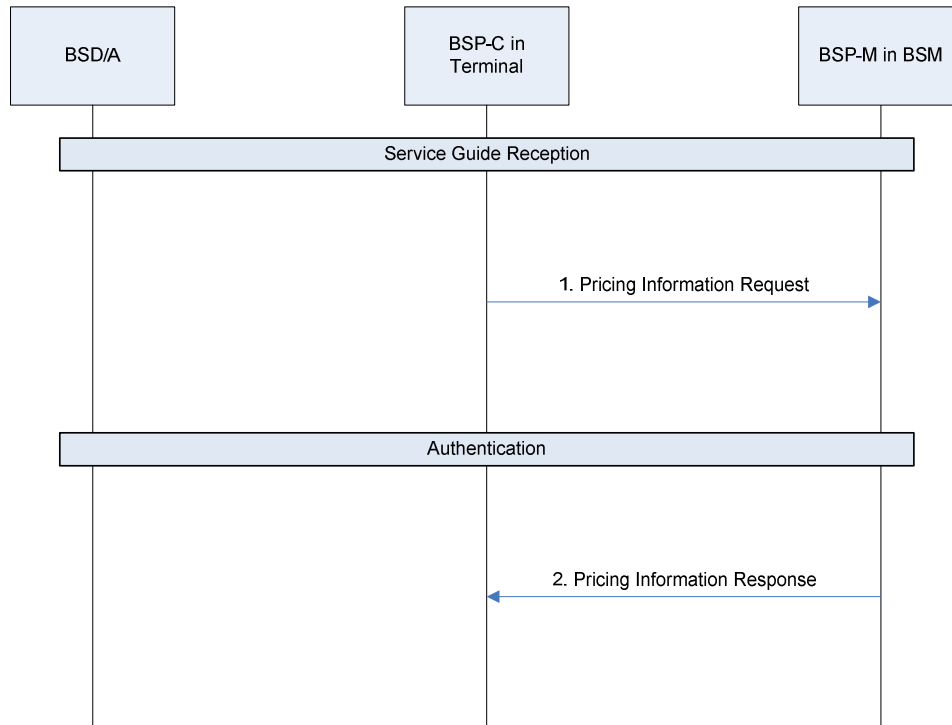 BSD/A
BSP-C in
Terminal
BSP-M in BSM
Service Guide Reception
1. Pricing Information Request
Authentication
2. Pricing Information Response